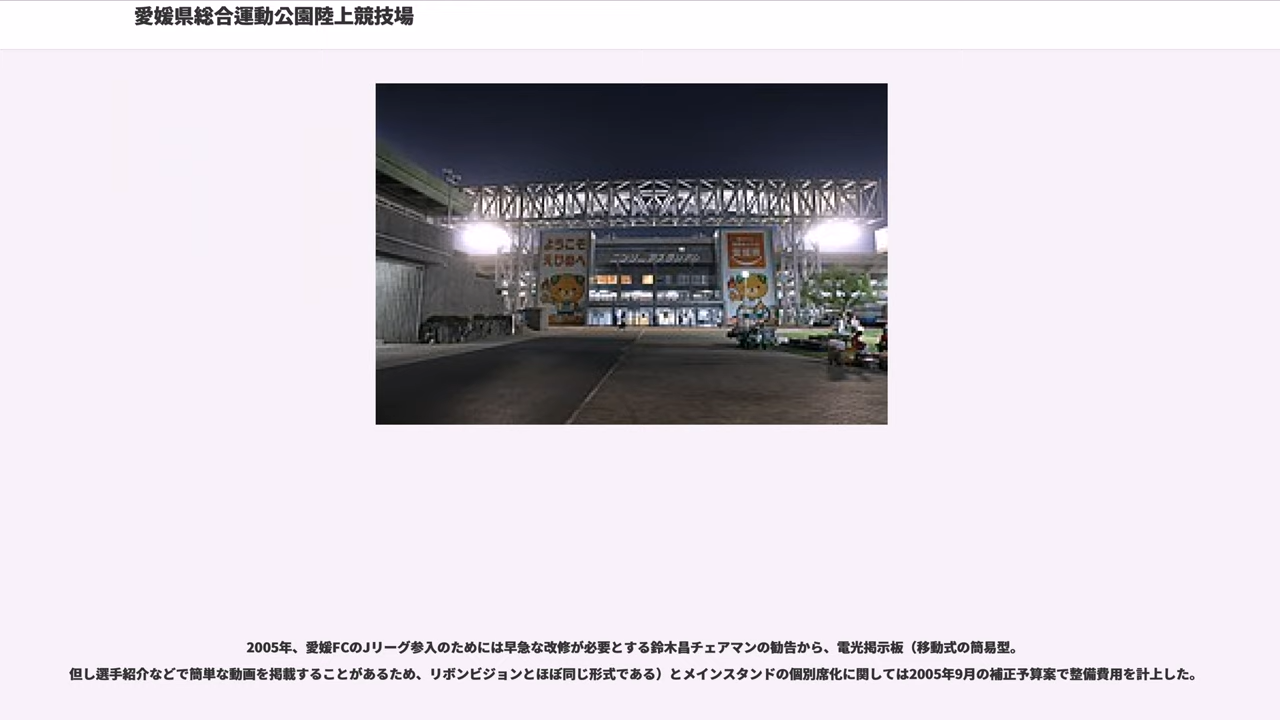 愛媛県総合運動公園陸上競技場
ようこそ
えひめへ
ニンジニアスタジアム
愛媛県
2005年、愛媛FCのJリーグ参入のためには早急な改修が必要とする鈴木昌チェアマンの勧告から、電光掲示板（移動式の簡易型。
但し選手紹介などで簡単な動画を掲載することがあるため、リボンビジョンとほぼ同じ形式である）とメインスタンドの個別席化に関しては2005年9月の補正予算案で整備費用を計上した。